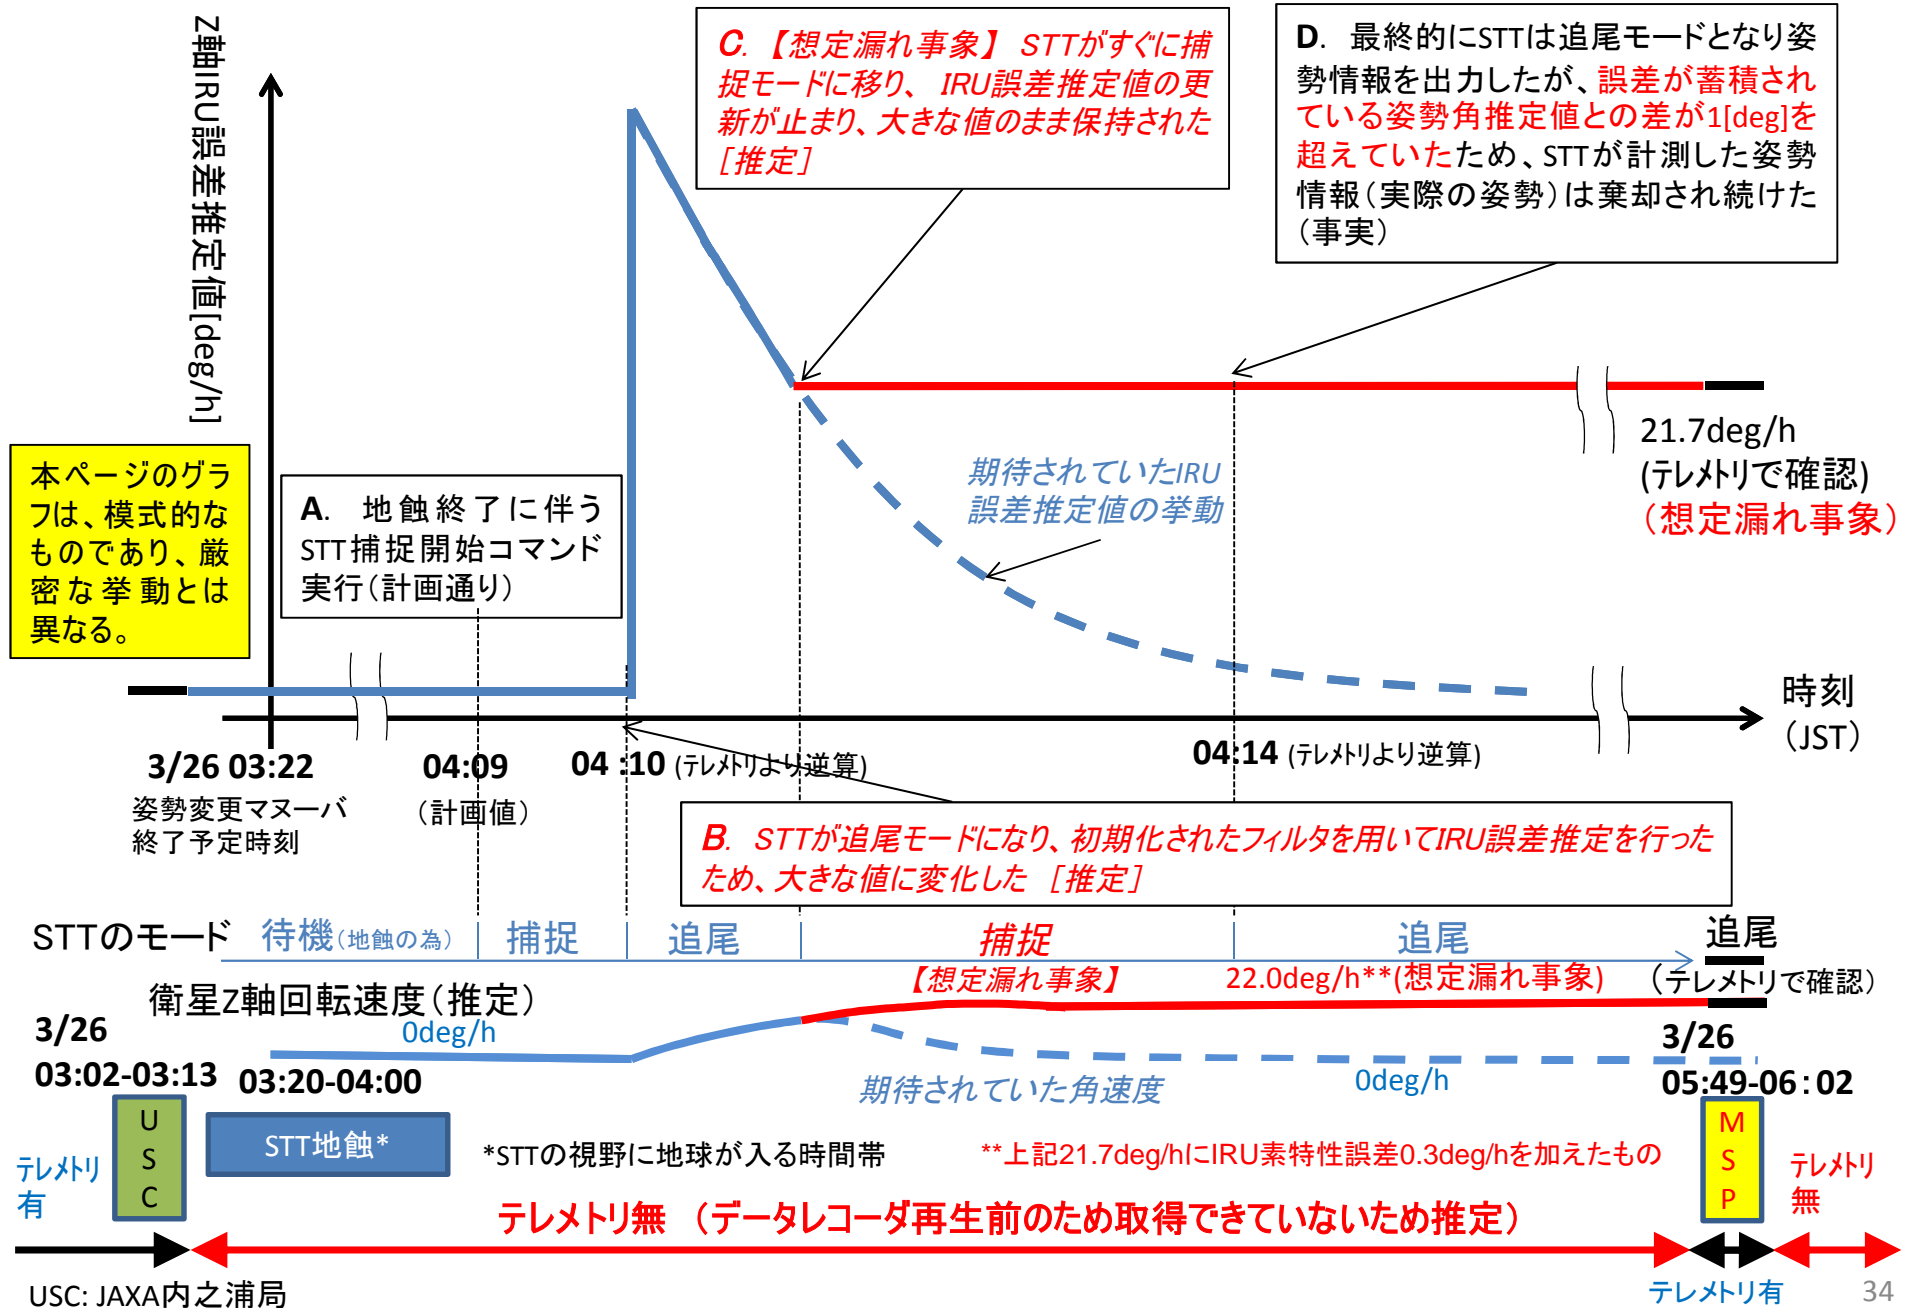 Z軸IRU誤差推定値[deg/h]
C. 【想定漏れ事象】 STTがすぐに捕
捉モードに移り、 IRU誤差推定値の更
新が止まり、大きな値のまま保持された
［推定］
D. 最終的にSTTは追尾モードとなり姿
勢情報を出力したが、誤差が蓄積され
ている姿勢角推定値との差が1[deg]を
超えていたため、STTが計測した姿勢
情報（実際の姿勢）は棄却され続けた
（事実）
21.7deg/h
(テレメトリで確認)
（想定漏れ事象）
本ページのグラ
フは、模式的な
ものであり、厳
密な挙動とは
異なる。
A. 地蝕終了に伴う
STT捕捉開始コマンド
実行（計画通り）
期待されていたIRU
誤差推定値の挙動
時刻
（JST）
3/26 03:22
姿勢変更マヌーバ
終了予定時刻
04:09
（計画値）
04 :10 (テレメトリより逆算)
04:14 (テレメトリより逆算)
B. STTが追尾モードになり、初期化されたフィルタを用いてIRU誤差推定を行った
ため、大きな値に変化した ［推定］
STTのモード 待機(地蝕の為) 捕捉 追尾 捕捉 追尾 追尾
【想定漏れ事象】 22.0deg/h**(想定漏れ事象) （テレメトリで確認）
衛星Z軸回転速度（推定）
3/26
03:02-03:13
0deg/h
03:20-04:00
期待されていた角速度
0deg/h
3/26
05:49-06：02
U
S
C
STT地蝕*
*STTの視野に地球が入る時間帯
**上記21.7deg/hにIRU素特性誤差0.3deg/hを加えたもの
M
S
P
テレメトリ
有
テレメトリ
無
テレメトリ無 （データレコーダ再生前のため取得できていないため推定）
USC: JAXA内之浦局
テレメトリ有
34